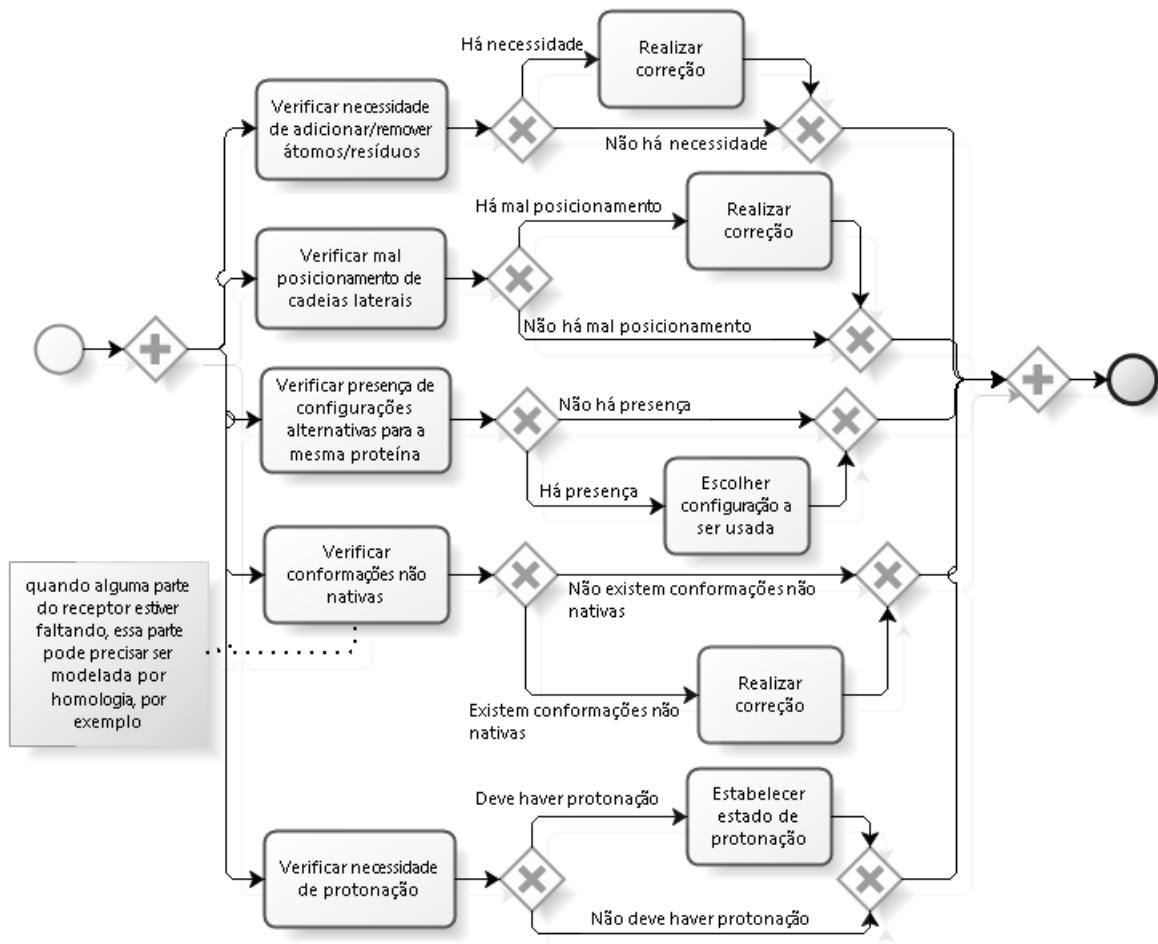 Há necessidade
Realizar
correção
Verificar necessidade
de adicionar/remover
átomos/resíduos
Não há necessidade
Há mal posicionamento
Realizar
correção
Verificar mal
posicionamento de
cadeias laterais
Não há mal posicionamento
Verificar presença de
configurações
alternativas para a
mesma proteína
Não há presença
Há presença
Escolher
configuração a
ser usada
Verificar
conformações não
nativas
Não existem conformações não
nativas
quando alguma parte
do receptor estiver
faltando, essa parte
pode precisar ser
modelada por
homologia, por
exemplo
Realizar
correção
Existem conformações não
nativas
Deve haver protonação
Estabelecer
estado de
protonação
Verificar necessidade
de protonação
Não deve haver protonação